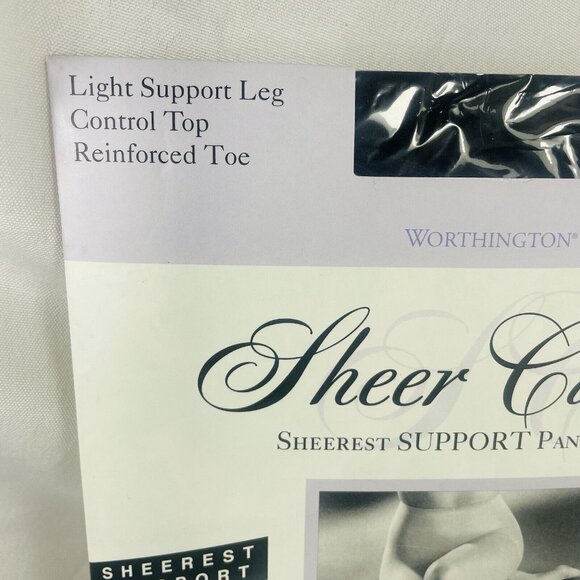 Light Support Leg
Control Top
Reinforced Toe
WORTHINGTON®
Sheer
SHEEREST SUPPORT
SHEEREST